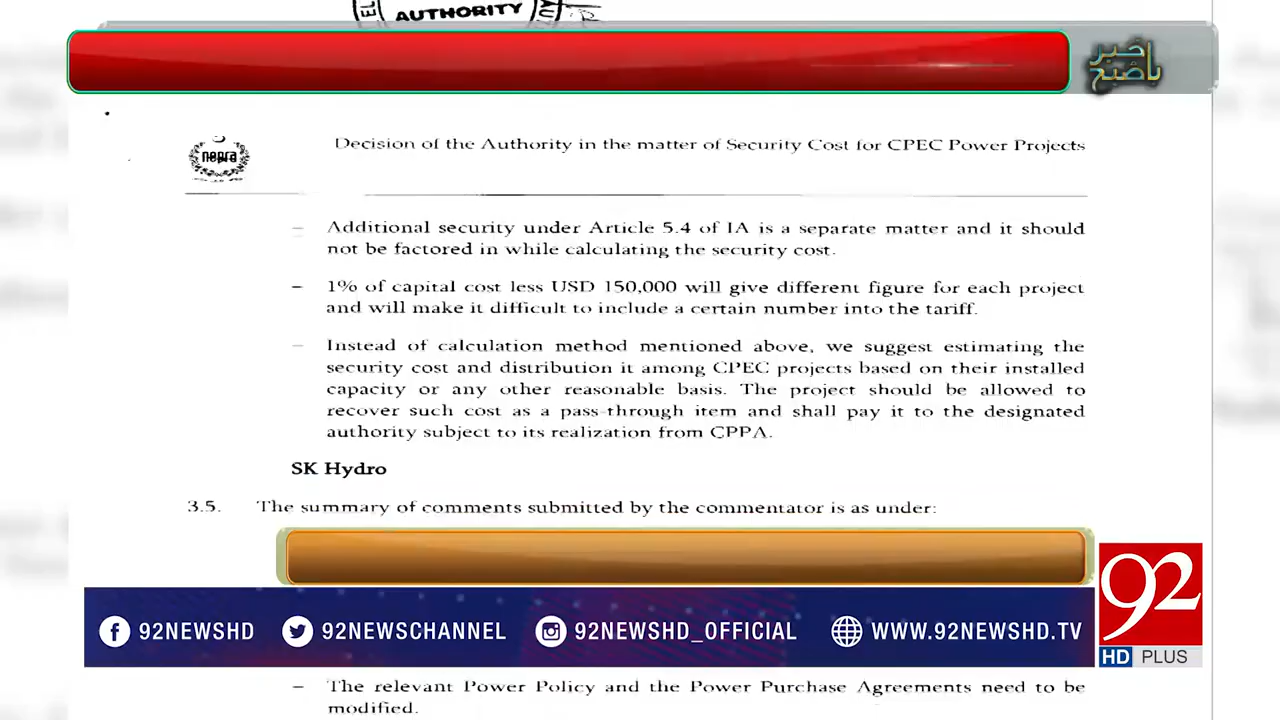 AUTHORITY
باخبر
صبح
nepra
Decision of the Authority in the matter of Security Cost for CPEC Power Projects
– Additional security under Article 5.4 of IA is a separate matter and it should
not be factored in while calculating the security cost.
– 1% of capital cost less USD 150,000 will give different figure for each project
and will make it difficult to include a certain number into the tariff.
– Instead of calculation method mentioned above, we suggest estimating the
security cost and distribution it among CPEC projects based on their installed
capacity or any other reasonable basis. The project should be allowed to
recover such cost as a pass-through item and shall pay it to the designated
authority subject to its realization from CPPA.
SK Hydro
3.5. The summary of comments submitted by the commentator is as under:
92NEWSHD 92NEWSCHANNEL 92NEWSHD_OFFICIAL WWW.92NEWSHD.TV
92
HD PLUS
– The relevant Power Policy and the Power Purchase Agreements need to be
modified.